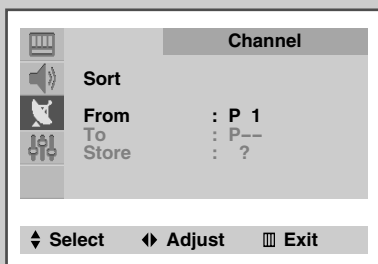 Channel
Sort
From : P 1
To : P--
Store : ?
Select Adjust Exit